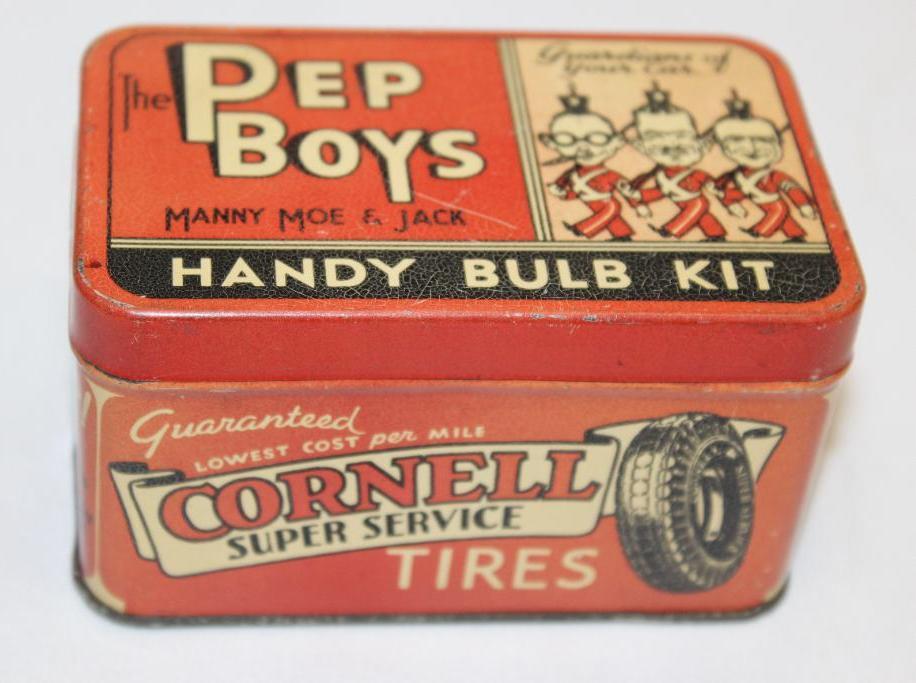 The PEP
BOYS
MANNY MOE & JACK
Guardians of
Your Car !
HANDY BULB KIT
Guaranteed
LOWEST COST per MILE
CORNELL
SUPER SERVICE
TIRES